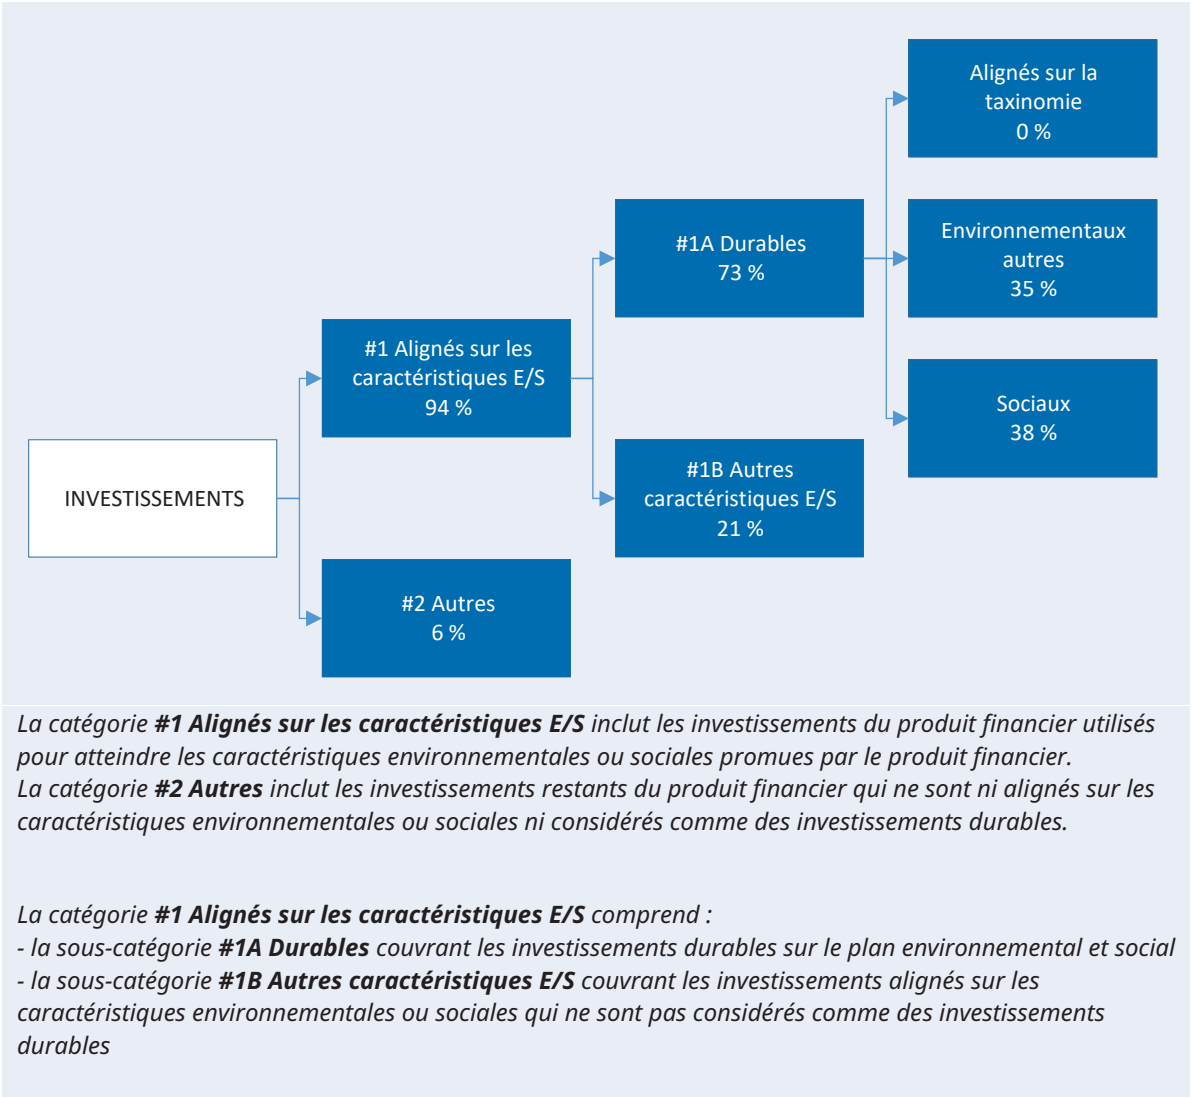 Alignés sur la
taxinomie
0 %
#1A Durables
73 %
Environnementaux
autres
35 %
#1 Alignés sur les
caractéristiques E/S
94 %
Sociaux
38 %
INVESTISSEMENTS
#1B Autres
caractéristiques E/S
21 %
#2 Autres
6 %
La catégorie #1 Alignés sur les caractéristiques E/S inclut les investissements du produit financier utilisés
pour atteindre les caractéristiques environnementales ou sociales promues par le produit financier.
La catégorie #2 Autres inclut les investissements restants du produit financier qui ne sont ni alignés sur les
caractéristiques environnementales ou sociales ni considérés comme des investissements durables.
La catégorie #1 Alignés sur les caractéristiques E/S comprend :
- la sous-catégorie #1A Durables couvrant les investissements durables sur le plan environnemental et social
- la sous-catégorie #1B Autres caractéristiques E/S couvrant les investissements alignés sur les
caractéristiques environnementales ou sociales qui ne sont pas considérés comme des investissements
durables